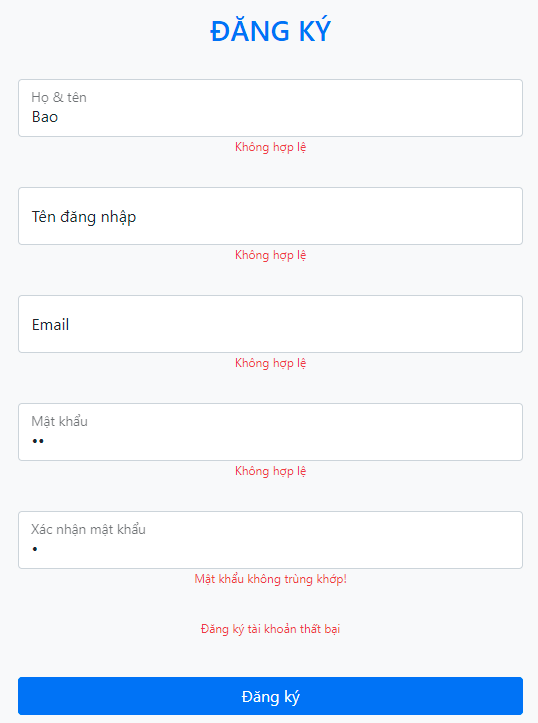 ĐĂNG KÝ
Họ & tên
Bao
Không hợp lệ
Tên đăng nhập
Không hợp lệ
Email
Không hợp lệ
Mật khẩu
••
Không hợp lệ
Xác nhận mật khẩu
•
Mật khẩu không trùng khớp!
Đăng ký tài khoản thất bại
Đăng ký